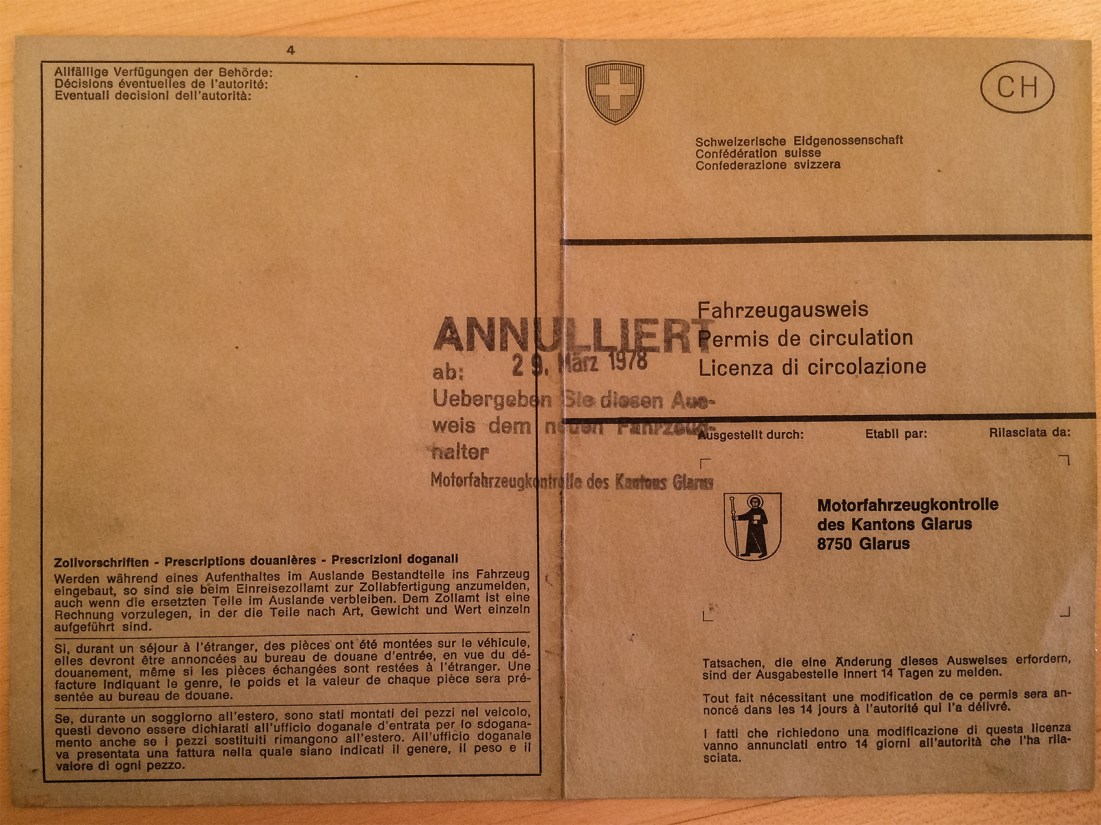 4
Allfällige Verfügungen der Behörde:
Décisions éventuelles de l'autorité:
Eventuali decisioni dell'autorità:
ANNULLIERT
ab: 29. März 1978
Uebergeben Sie diesen Aus-
weis dem neuen Fahrzeug-
halter
Motorfahrzeugkontrolle des Kantons Glarus
Zollvorschriften - Prescriptions douanières - Prescrizioni doganali
Werden während eines Aufenthaltes im Auslande Bestandteile ins Fahrzeug
eingebaut, so sind sie beim Einreisezollamt zur Zollabfertigung anzumelden,
auch wenn die ersetzten Teile im Auslande verbleiben. Dem Zollamt ist eine
Rechnung vorzulegen, in der die Teile nach Art, Gewicht und Wert einzeln
aufgeführt sind.
Si, durant un séjour à l'étranger, des pièces ont été montées sur le véhicule,
elles devront être annoncées au bureau de douane d'entrée, en vue du dé-
douanement, même si les pièces échangées sont restées à l'étranger. Une
facture indiquant le genre, le poids et la valeur de chaque pièce sera pré-
sentée au bureau de douane.
Se, durante un soggiorno all'estero, sono stati montati dei pezzi nel veicolo,
questi devono essere dichiarati all'ufficio doganale d'entrata per lo sdogana-
mento anche se i pezzi sostituiti rimangono all'estero. All'ufficio doganale
va presentata una fattura nella quale siano indicati il genere, il peso e il
valore di ogni pezzo.
CH
Schweizerische Eidgenossenschaft
Confédération suisse
Confederazione svizzera
Fahrzeugausweis
Permis de circulation
Licenza di circolazione
Ausgestellt durch: Etabli par: Rilasciata da:
Motorfahrzeugkontrolle
des Kantons Glarus
8750 Glarus
Tatsachen, die eine Änderung dieses Ausweises erfordern,
sind der Ausgabestelle innert 14 Tagen zu melden.
Tout fait nécessitant une modification de ce permis sera an-
noncé dans les 14 jours à l'autorité qui l'a délivré.
I fatti che richiedono una modificazione di questa licenza
vanno annunciati entro 14 giorni all'autorità che l'ha rila-
sciata.